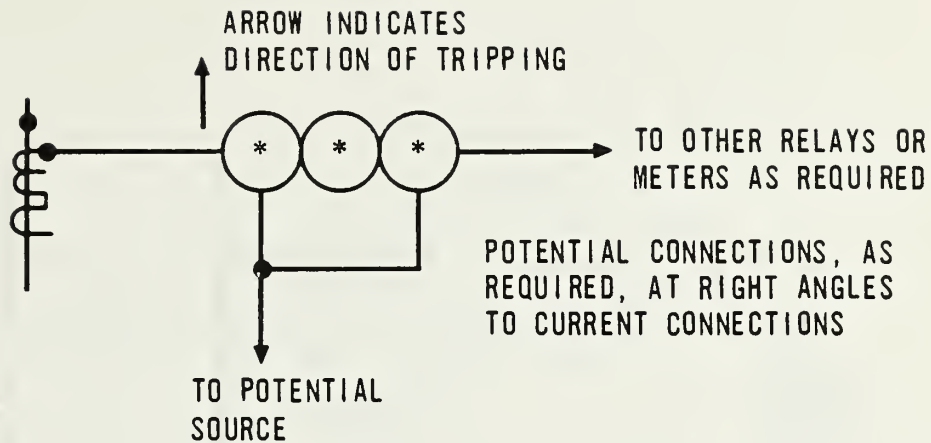 ARROW INDICATES
DIRECTION OF TRIPPING
* * *
TO OTHER RELAYS OR
METERS AS REQUIRED
POTENTIAL CONNECTIONS, AS
REQUIRED, AT RIGHT ANGLES
TO CURRENT CONNECTIONS
TO POTENTIAL
SOURCE